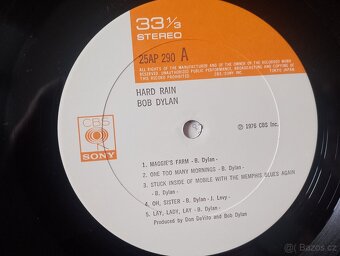 33 1/3
STEREO
25AP 290 A
ALL RIGHTS OF THE MANUFACTURER AND OF THE OWNER OF THE RECORDED WORK
RESERVED. UNAUTHORIZED PUBLIC PERFORMANCE, BROADCASTING AND COPYING OF
THIS RECORD PROHIBITED CBS/SONY INC. TOKYO JAPAN
HARD RAIN
BOB DYLAN
CBS
SONY
Ⓟ 1976 CBS Inc.
1. MAGGIE'S FARM - B. Dylan -
2. ONE TOO MANY MORNINGS - B. Dylan -
3. STUCK INSIDE OF MOBILE WITH THE MEMPHIS BLUES AGAIN
- B. Dylan -
4. OH, SISTER - B. Dylan - J. Levy -
5. LAY, LADY, LAY - B. Dylan -
Produced by Don DeVito and Bob Dylan
Bazoš.cz